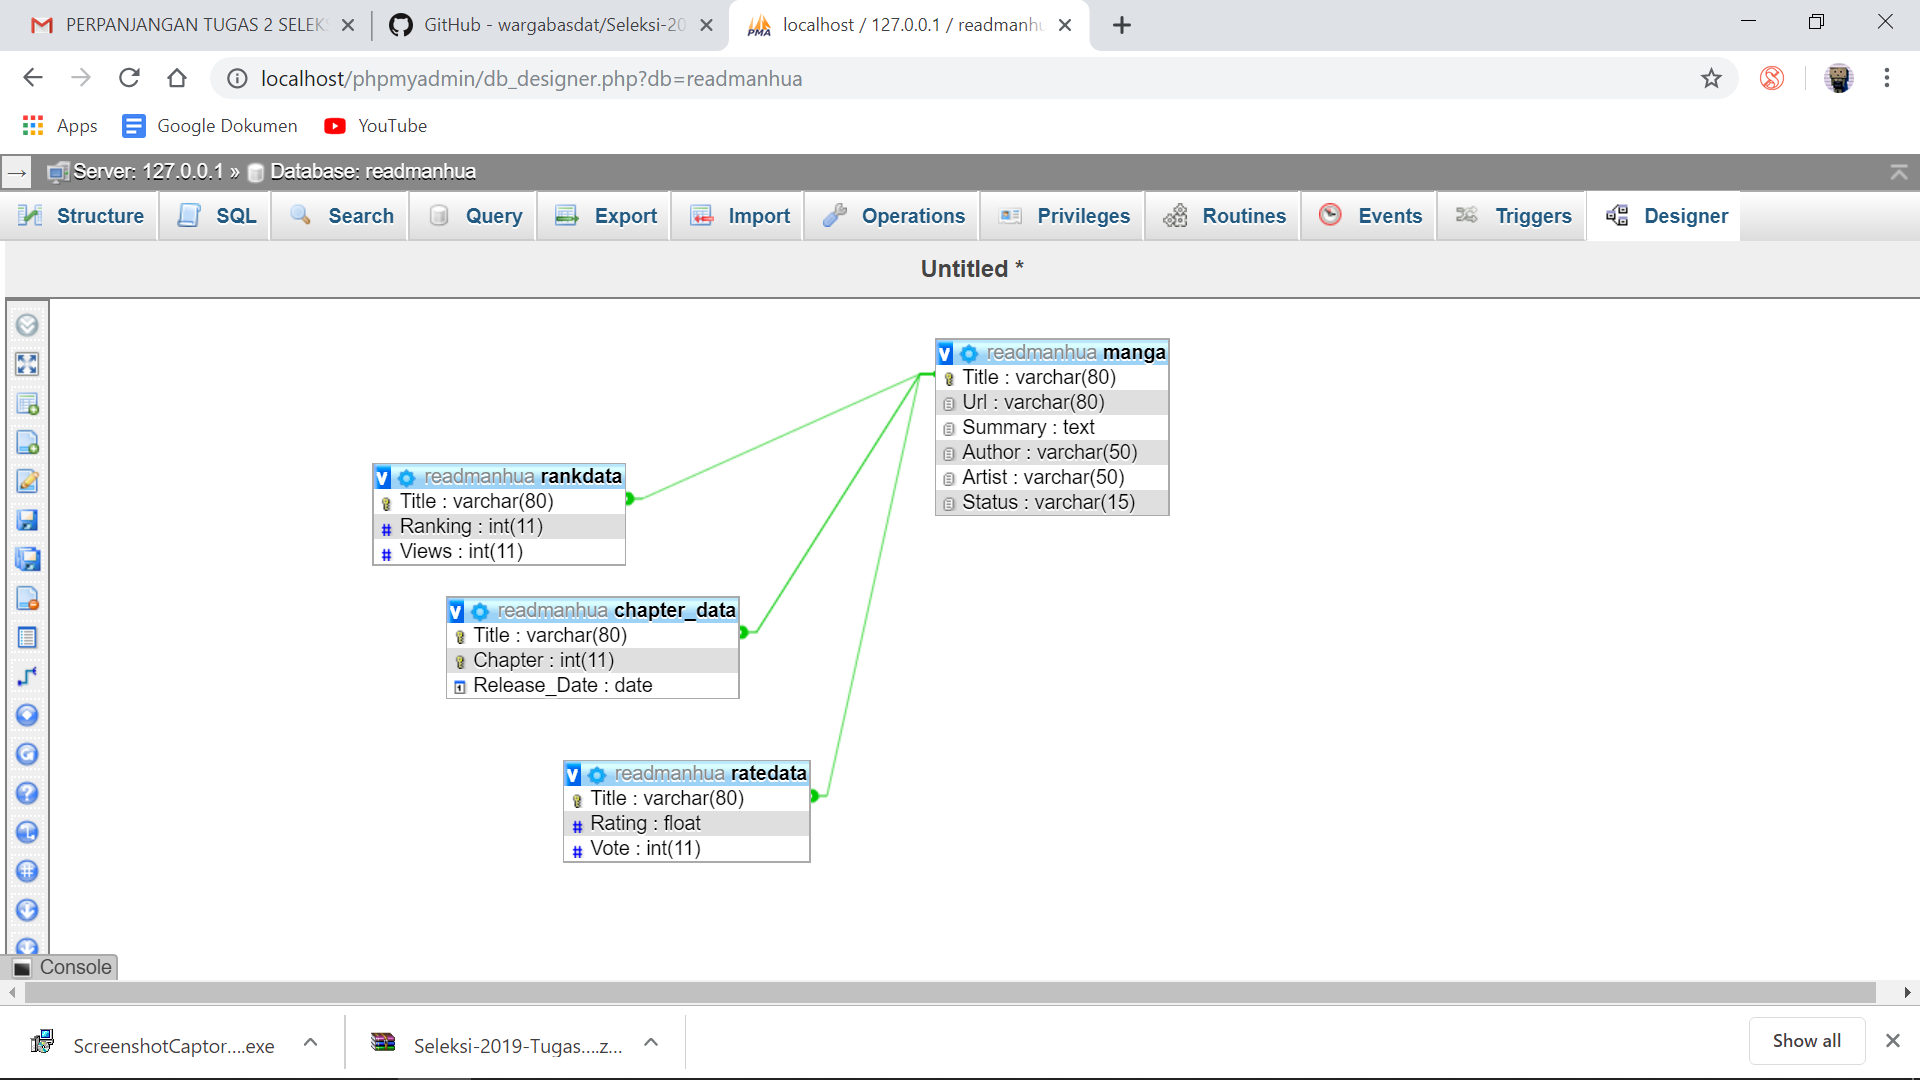 PERPANJANGAN TUGAS 2 SELEK
GitHub - wargabasdat/Seleksi-20
localhost / 127.0.0.1 / readmanhu
localhost/phpmyadmin/db_designer.php?db=readmanhua
Apps
Google Dokumen
YouTube
Server: 127.0.0.1 » Database: readmanhua
Structure
SQL
Search
Query
Export
Import
Operations
Privileges
Routines
Events
Triggers
Designer
Untitled *
readmanhua manga
Title : varchar(80)
Url : varchar(80)
Summary : text
Author : varchar(50)
Artist : varchar(50)
Status : varchar(15)
readmanhua rankdata
Title : varchar(80)
Ranking : int(11)
Views : int(11)
readmanhua chapter_data
Title : varchar(80)
Chapter : int(11)
Release_Date : date
readmanhua ratedata
Title : varchar(80)
Rating : float
Vote : int(11)
Console
ScreenshotCaptor....exe
Seleksi-2019-Tugas....z...
Show all